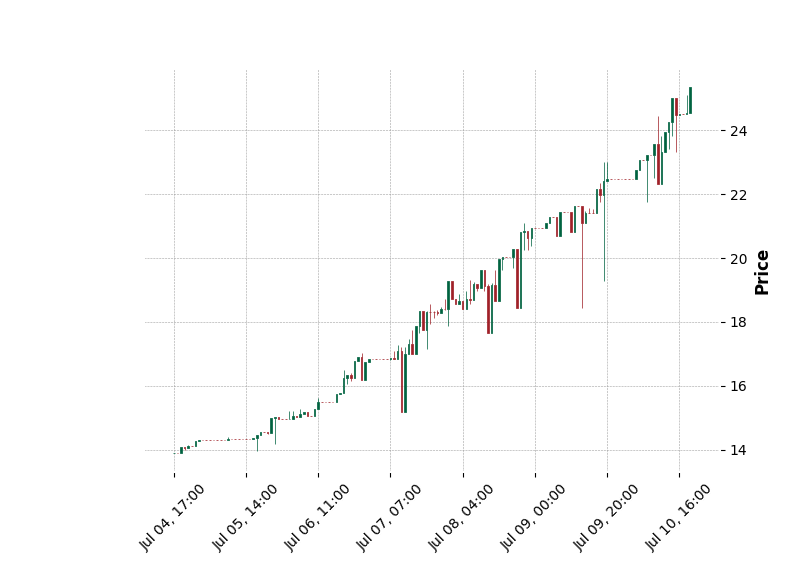 24
22
20
18
16
14
Price
Jul 04, 17:00
Jul 05, 14:00
Jul 06, 11:00
Jul 07, 07:00
Jul 08, 04:00
Jul 09, 00:00
Jul 09, 20:00
Jul 10, 16:00